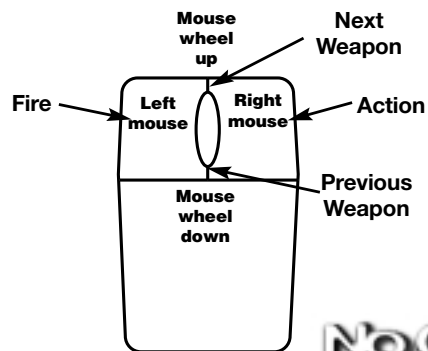 Mouse
wheel
up
Next
Weapon
Fire
Left
mouse
Right
mouse
Action
Previous
Weapon
Mouse
wheel
down